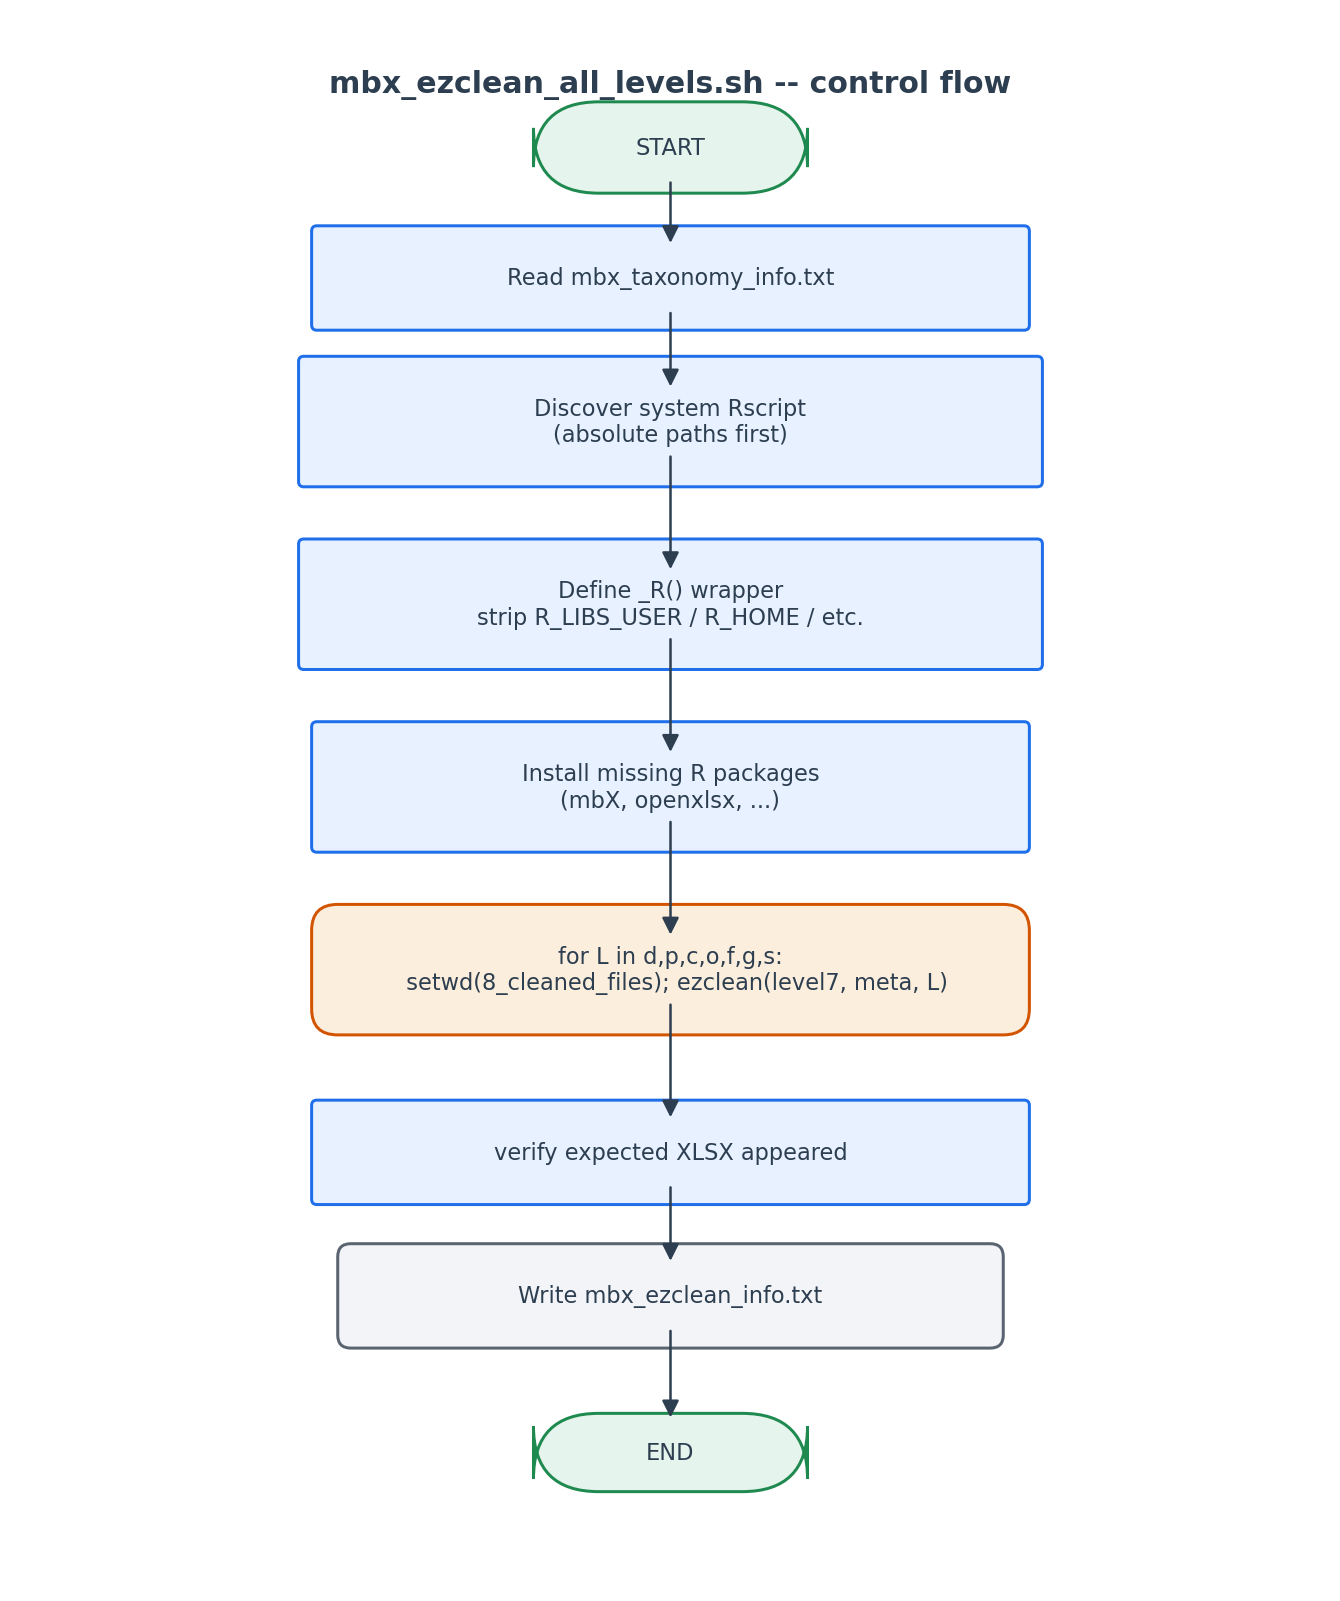 mbx_ezclean_all_levels.sh -- control flow
START
Read mbx_taxonomy_info.txt
Discover system Rscript
(absolute paths first)
Define _R() wrapper
strip R_LIBS_USER / R_HOME / etc.
Install missing R packages
(mbX, openxlsx, ...)
for L in d,p,c,o,f,g,s:
setwd(8_cleaned_files); ezclean(level7, meta, L)
verify expected XLSX appeared
Write mbx_ezclean_info.txt
END